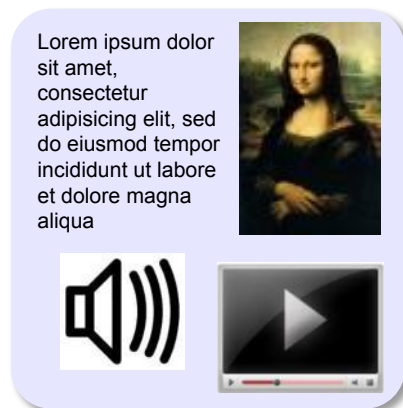 Lorem ipsum dolor
sit amet,
consectetur
adipisicing elit, sed
do eiusmod tempor
incididunt ut labore
et dolore magna
aliqua